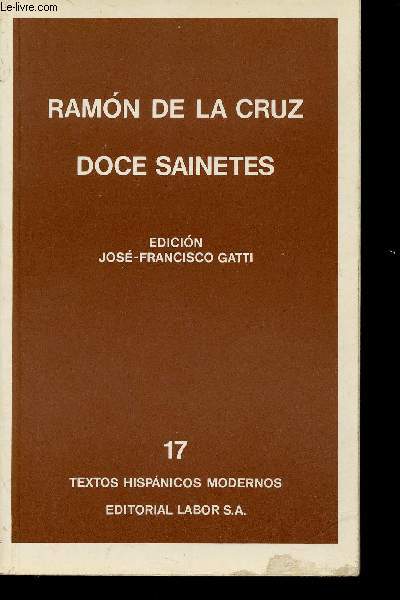 Le-livre.com
RAMÓN DE LA CRUZ
DOCE SAINETES
EDICIÓN
JOSÉ-FRANCISCO GATTI
17
TEXTOS HISPÁNICOS MODERNOS
EDITORIAL LABOR S.A.